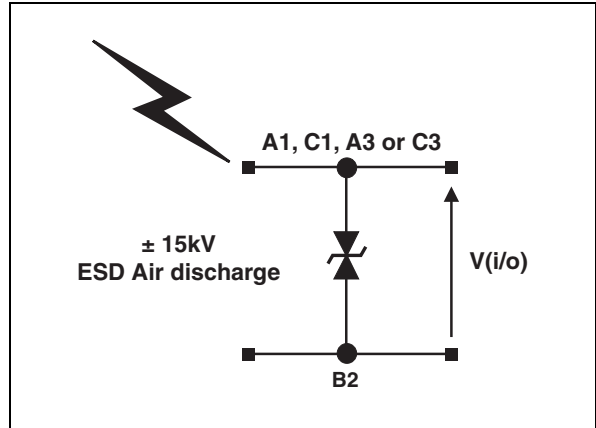 A1, C1, A3 or C3
± 15kV
ESD Air discharge
V(i/o)
B2